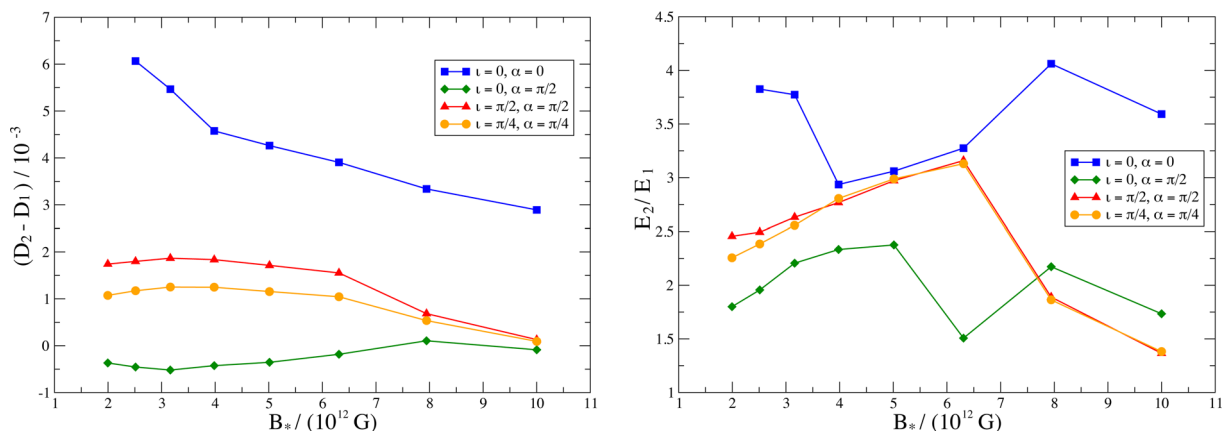 7
6
5
4
3
2
1
0
-1
(D₂ - D₁) / 10⁻³
ι = 0, α = 0
ι = 0, α = π/2
ι = π/2, α = π/2
ι = π/4, α = π/4
1 2 3 4 5 6 7 8 9 10 11
B* / (10¹² G)
4.5
4
3.5
3
2.5
2
1.5
1
E₂ / E₁
ι = 0, α = 0
ι = 0, α = π/2
ι = π/2, α = π/2
ι = π/4, α = π/4
1 2 3 4 5 6 7 8 9 10 11
B* / (10¹² G)